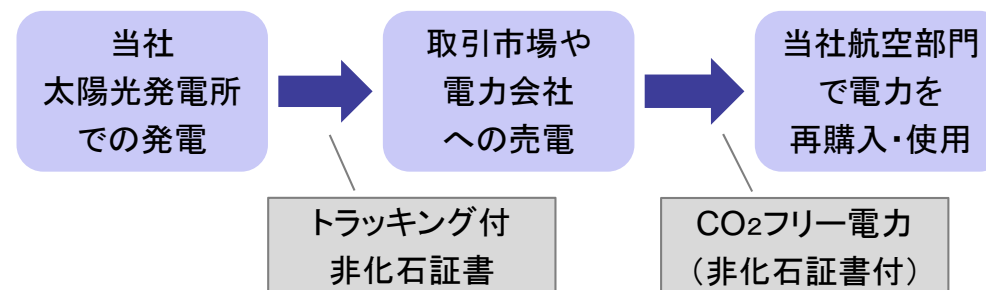 当社
太陽光発電所
での発電
取引市場や
電力会社
への売電
当社航空部門
で電力を
再購入・使用
トラッキング付
非化石証書
CO2フリー電力
（非化石証書付）